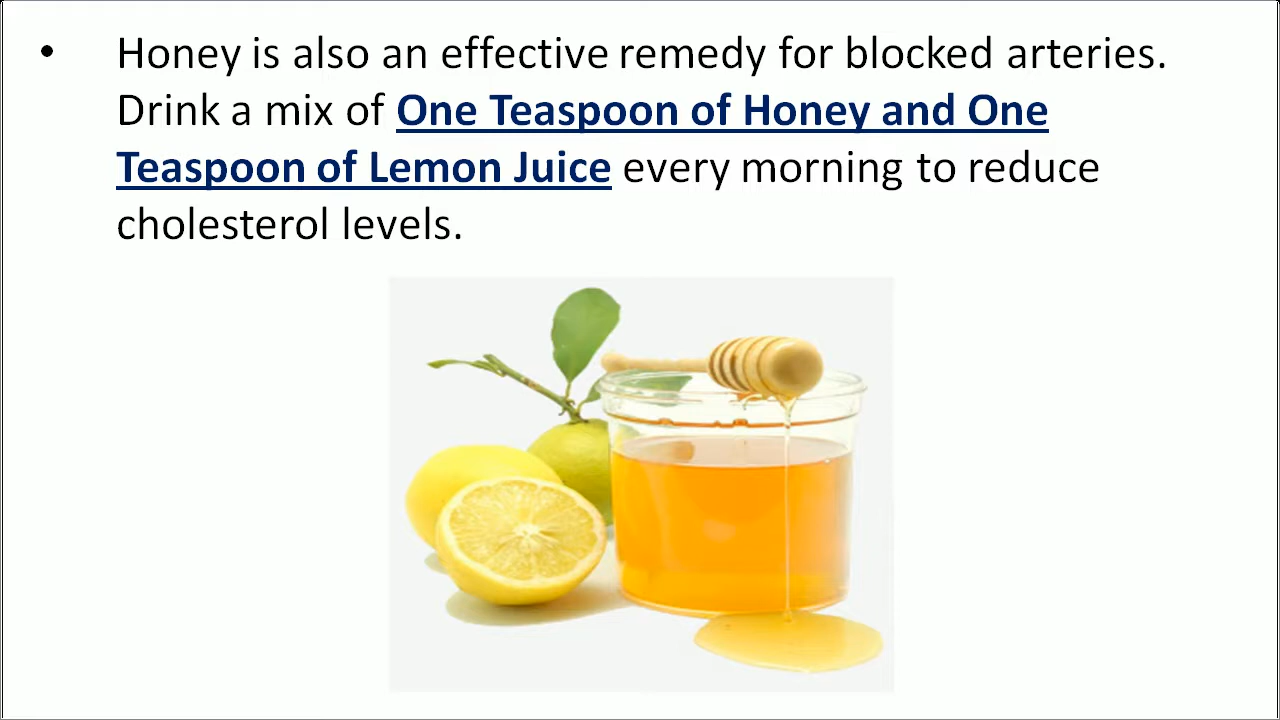 • Honey is also an effective remedy for blocked arteries.
Drink a mix of One Teaspoon of Honey and One
Teaspoon of Lemon Juice every morning to reduce
cholesterol levels.